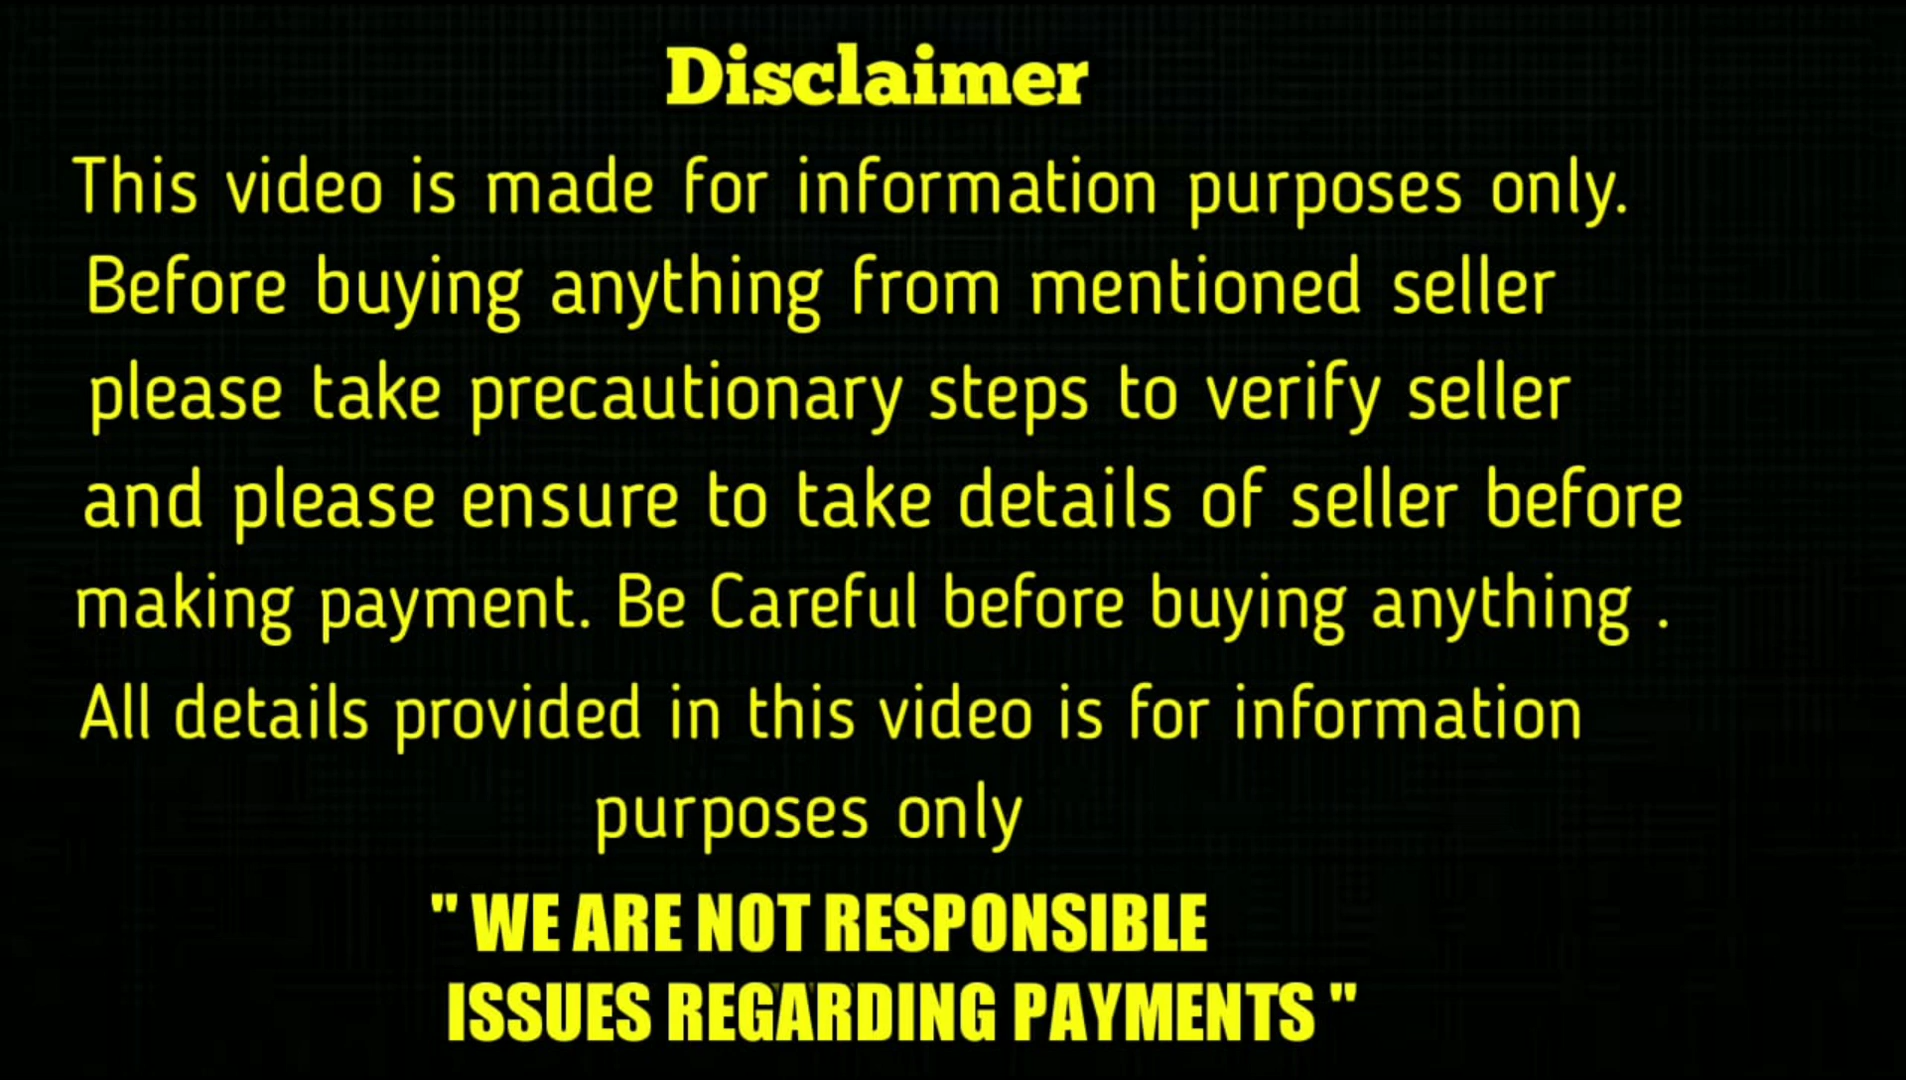 Disclaimer
This video is made for information purposes only.
Before buying anything from mentioned seller
please take precautionary steps to verify seller
and please ensure to take details of seller before
making payment. Be Careful before buying anything .
All details provided in this video is for information
purposes only
" WE ARE NOT RESPONSIBLE
ISSUES REGARDING PAYMENTS "